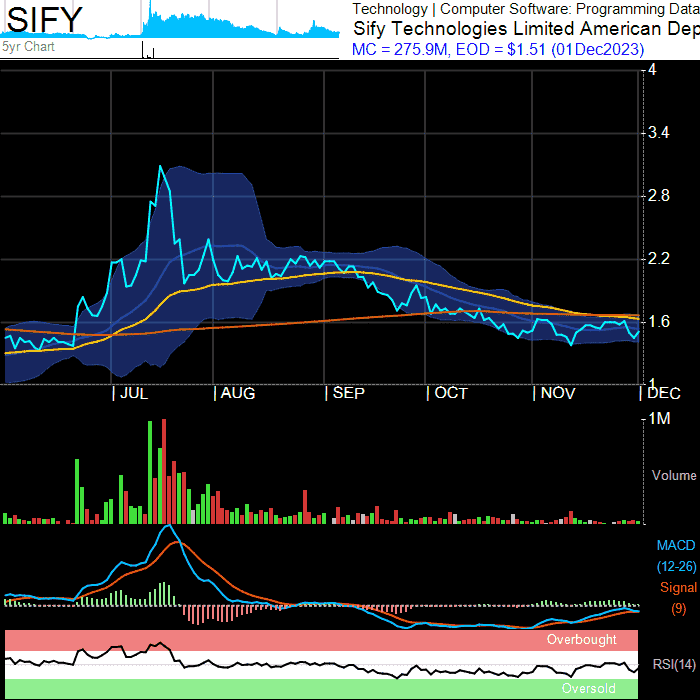 SIFY
5yr Chart
Technology | Computer Software: Programming Data
Sify Technologies Limited American Dep
MC = 275.9M, EOD = $1.51 (01Dec2023)
4
3.4
2.8
2.2
1.6
1
JUL
AUG
SEP
OCT
NOV
DEC
1M
Volume
MACD
(12-26)
Signal
(9)
Overbought
RSI(14)
Oversold